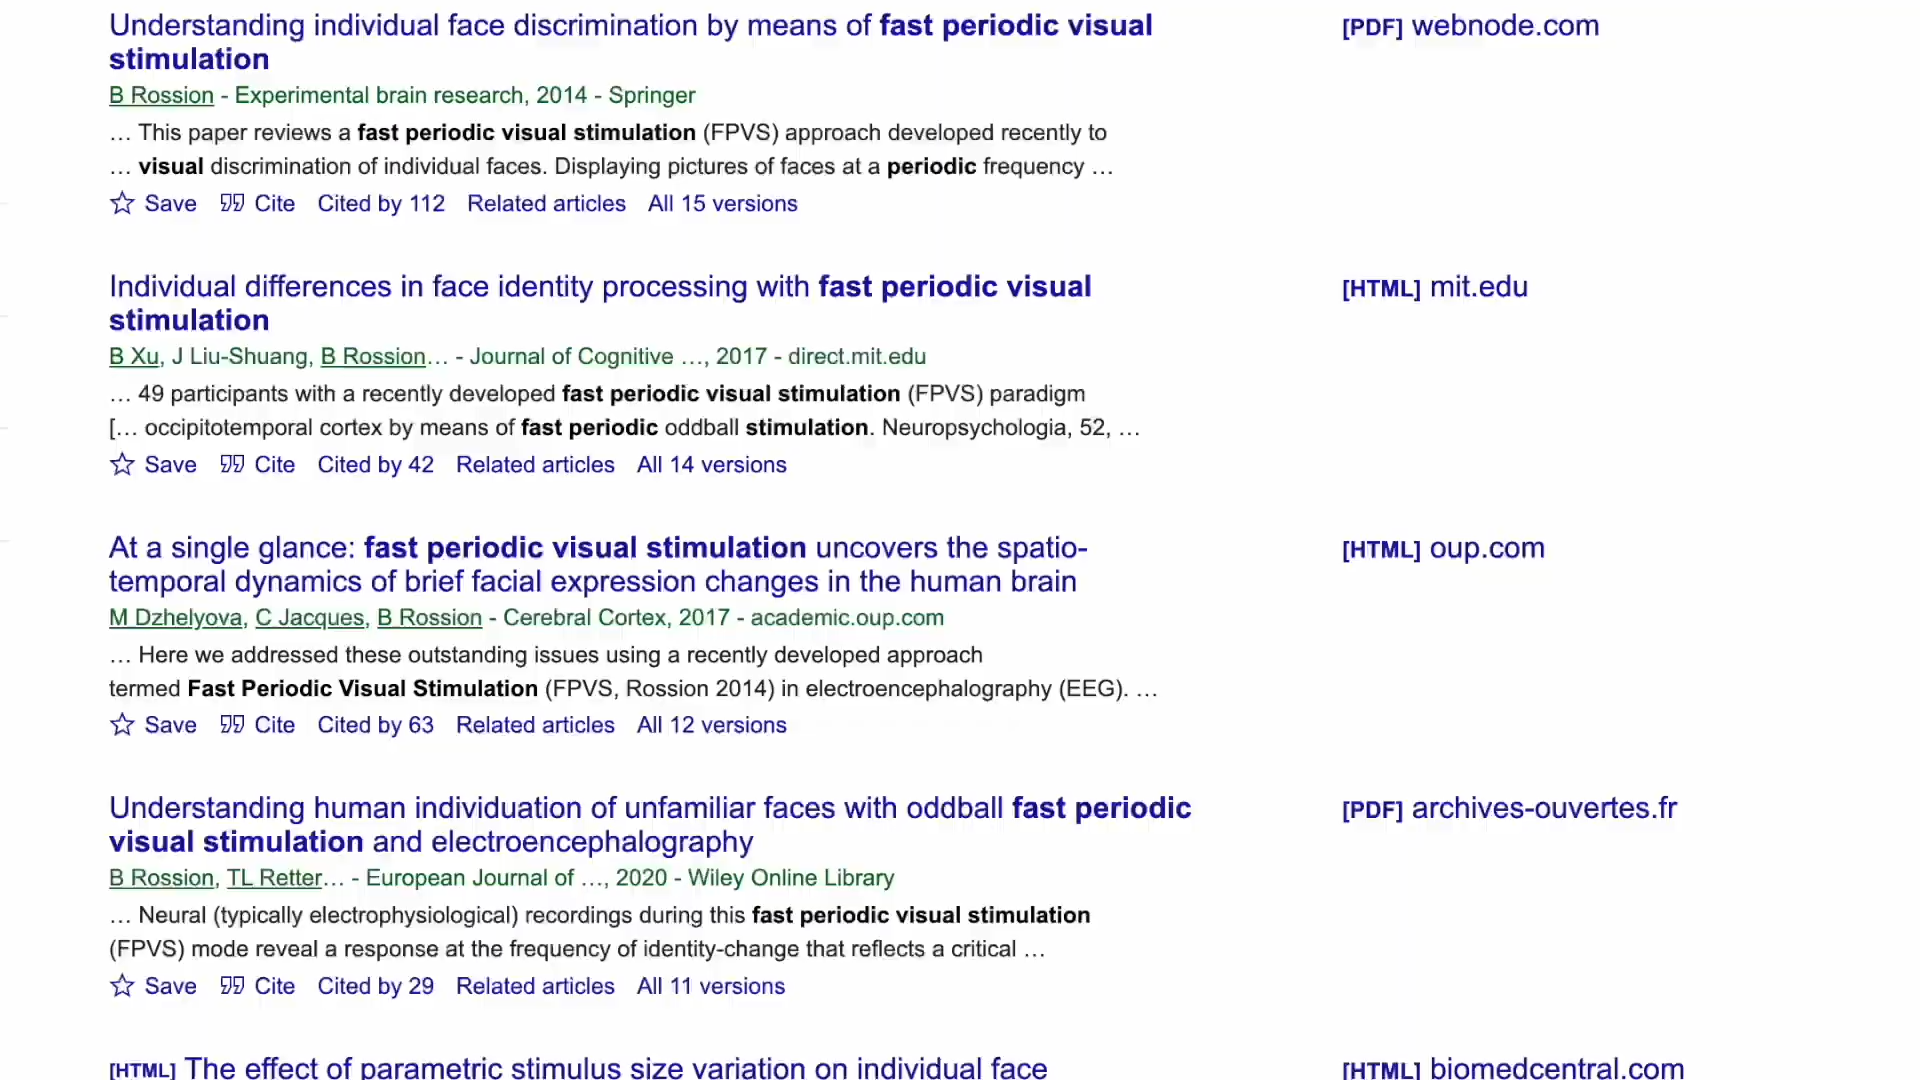 Understanding individual face discrimination by means of fast periodic visual
stimulation
[PDF] webnode.com
B Rossion - Experimental brain research, 2014 - Springer
… This paper reviews a fast periodic visual stimulation (FPVS) approach developed recently to
… visual discrimination of individual faces. Displaying pictures of faces at a periodic frequency …
Save Cite Cited by 112 Related articles All 15 versions
Individual differences in face identity processing with fast periodic visual
stimulation
[HTML] mit.edu
B Xu, J Liu-Shuang, B Rossion… - Journal of Cognitive …, 2017 - direct.mit.edu
… 49 participants with a recently developed fast periodic visual stimulation (FPVS) paradigm
[… occipitotemporal cortex by means of fast periodic oddball stimulation. Neuropsychologia, 52, …
Save Cite Cited by 42 Related articles All 14 versions
At a single glance: fast periodic visual stimulation uncovers the spatio-
temporal dynamics of brief facial expression changes in the human brain
[HTML] oup.com
M Dzhelyova, C Jacques, B Rossion - Cerebral Cortex, 2017 - academic.oup.com
… Here we addressed these outstanding issues using a recently developed approach
termed Fast Periodic Visual Stimulation (FPVS, Rossion 2014) in electroencephalography (EEG). …
Save Cite Cited by 63 Related articles All 12 versions
Understanding human individuation of unfamiliar faces with oddball fast periodic
visual stimulation and electroencephalography
[PDF] archives-ouvertes.fr
B Rossion, TL Retter… - European Journal of …, 2020 - Wiley Online Library
… Neural (typically electrophysiological) recordings during this fast periodic visual stimulation
(FPVS) mode reveal a response at the frequency of identity-change that reflects a critical …
Save Cite Cited by 29 Related articles All 11 versions
[HTML] The effect of parametric stimulus size variation on individual face
[HTML] biomedcentral.com